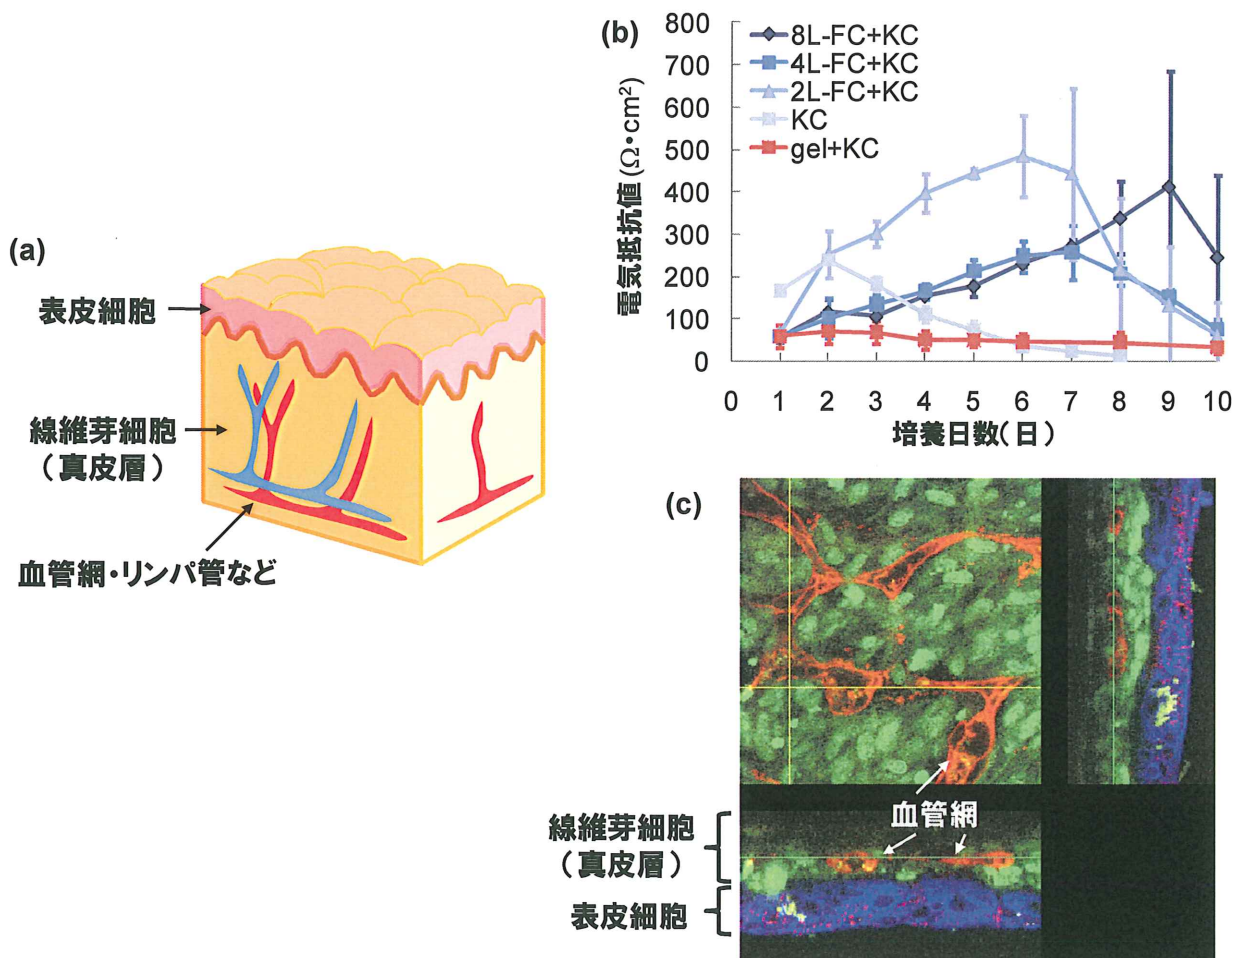 (a)
表皮細胞
線維芽細胞
(真皮層)
血管網・リンパ管など
(b)
電気抵抗値(Ω・cm²)
800
700
600
500
400
300
200
100
0
8L-FC+KC
4L-FC+KC
2L-FC+KC
KC
gel+KC
0 1 2 3 4 5 6 7 8 9 10
培養日数(日)
(c)
血管網
線維芽細胞
(真皮層)
表皮細胞